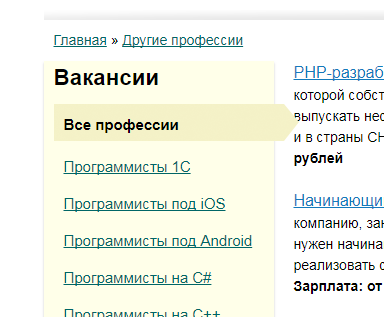 Главная » Другие профессии
Вакансии
Все профессии
Программисты 1С
Программисты под iOS
Программисты под Android
Программисты на C#
Программисты на C++
PHP-разраб
которой собст
выпускать нес
и в страны СН
рублей
Начинающи
компанию, зан
нужен начина
реализовать с
Зарплата: от